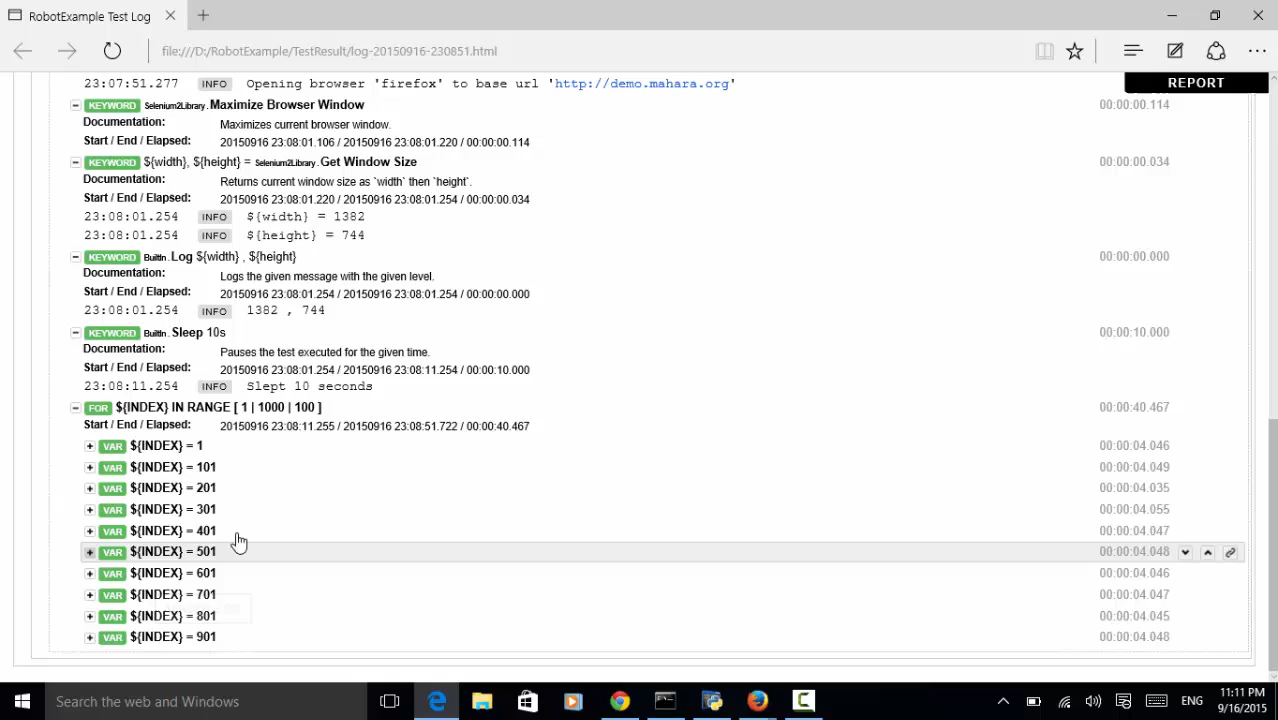 RobotExample Test Log
file:///D:/RobotExample/TestResult/log-20150916-230851.html
REPORT
23:07:51.277 INFO Opening browser 'firefox' to base url 'http://demo.mahara.org'
KEYWORD Selenium2Library.Maximize Browser Window 00:00:00.114
Documentation: Maximizes current browser window.
Start / End / Elapsed: 20150916 23:08:01.106 / 20150916 23:08:01.220 / 00:00:00.114
KEYWORD ${width}, ${height} = Selenium2Library.Get Window Size 00:00:00.034
Documentation: Returns current window size as `width` then `height`.
Start / End / Elapsed: 20150916 23:08:01.220 / 20150916 23:08:01.254 / 00:00:00.034
23:08:01.254 INFO ${width} = 1382
23:08:01.254 INFO ${height} = 744
KEYWORD BuiltIn.Log ${width} , ${height} 00:00:00.000
Documentation: Logs the given message with the given level.
Start / End / Elapsed: 20150916 23:08:01.254 / 20150916 23:08:01.254 / 00:00:00.000
23:08:01.254 INFO 1382 , 744
KEYWORD BuiltIn.Sleep 10s 00:00:10.000
Documentation: Pauses the test executed for the given time.
Start / End / Elapsed: 20150916 23:08:01.254 / 20150916 23:08:11.254 / 00:00:10.000
23:08:11.254 INFO Slept 10 seconds
FOR ${INDEX} IN RANGE [ 1 | 1000 | 100 ] 00:00:40.467
Start / End / Elapsed: 20150916 23:08:11.255 / 20150916 23:08:51.722 / 00:00:40.467
VAR ${INDEX} = 1 00:00:04.046
VAR ${INDEX} = 101 00:00:04.049
VAR ${INDEX} = 201 00:00:04.035
VAR ${INDEX} = 301 00:00:04.055
VAR ${INDEX} = 401 00:00:04.047
VAR ${INDEX} = 501 00:00:04.048
VAR ${INDEX} = 601 00:00:04.046
VAR ${INDEX} = 701 00:00:04.047
VAR ${INDEX} = 801 00:00:04.045
VAR ${INDEX} = 901 00:00:04.048
Search the web and Windows
ENG
11:11 PM
9/16/2015